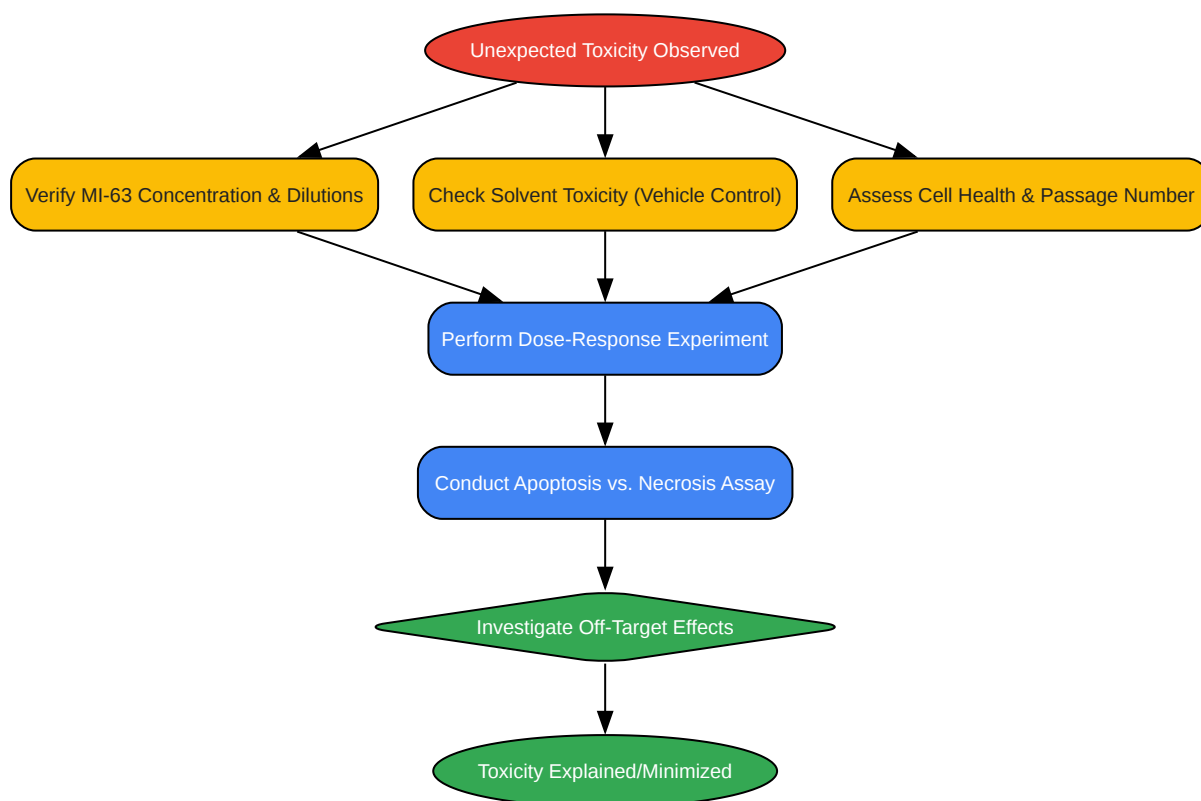 Unexpected Toxicity Observed
Verify MI-63 Concentration & Dilutions
Check Solvent Toxicity (Vehicle Control)
Assess Cell Health & Passage Number
Perform Dose-Response Experiment
Conduct Apoptosis vs. Necrosis Assay
Investigate Off-Target Effects
Toxicity Explained/Minimized